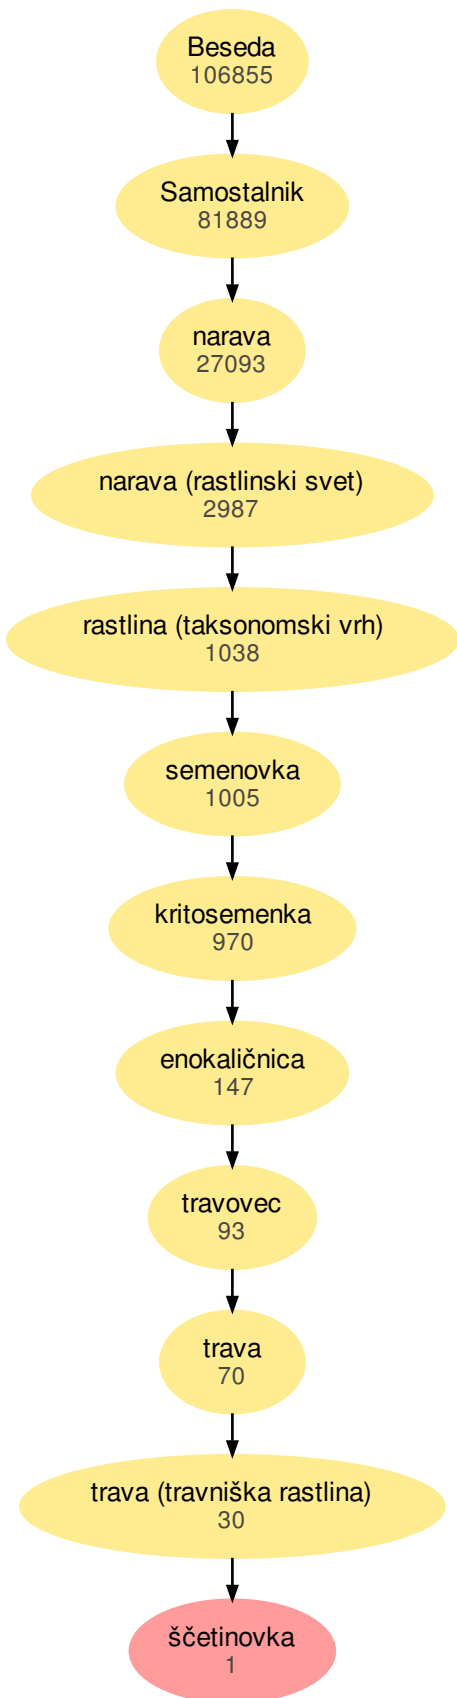 Beseda
106855
Samostalnik
81889
narava
27093
narava (rastlinski svet)
2987
rastlina (taksonomski vrh)
1038
semenovka
1005
kritosemenka
970
enokaličnica
147
travovec
93
trava
70
trava (travniška rastlina)
30
ščetinovka
1